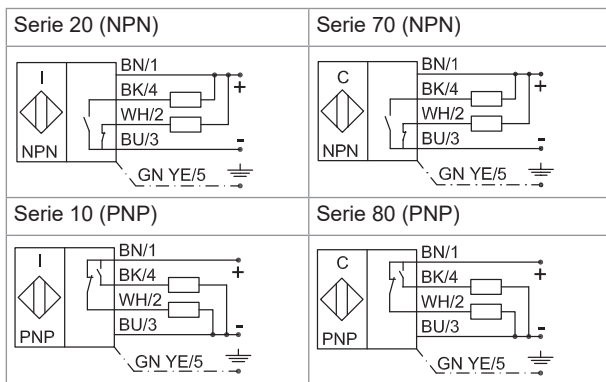 Serie 20 (NPN)
I
NPN
BN/1
+
BK/4
WH/2
BU/3
-
GN YE/5
Serie 70 (NPN)
C
NPN
BN/1
+
BK/4
WH/2
BU/3
-
GN YE/5
Serie 10 (PNP)
I
PNP
BN/1
+
BK/4
WH/2
BU/3
-
GN YE/5
Serie 80 (PNP)
C
PNP
BN/1
+
BK/4
WH/2
BU/3
-
GN YE/5